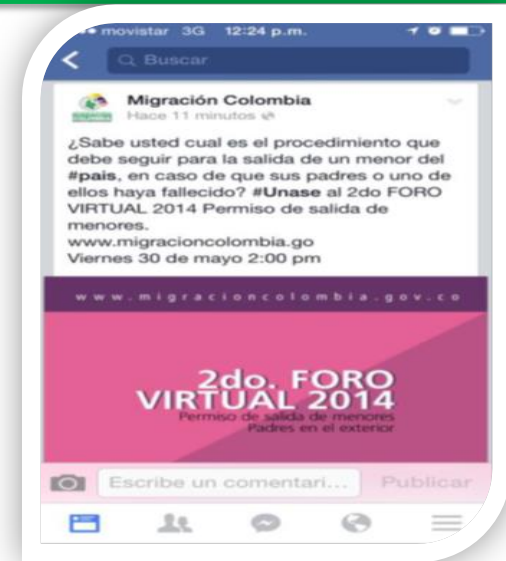 movistar 3G 12:24 p.m.
Buscar
Migración Colombia
Hace 11 minutos
¿Sabe usted cual es el procedimiento que
debe seguir para la salida de un menor del
#pais, en caso de que sus padres o uno de
ellos haya fallecido? #Unase al 2do FORO
VIRTUAL 2014 Permiso de salida de
menores.
www.migracioncolombia.go
Viernes 30 de mayo 2:00 pm
www.migracioncolombia.gov.co
2do. FORO
VIRTUAL 2014
Permiso de salida de menores
Padres en el exterior
Escribe un comentari... Publicar